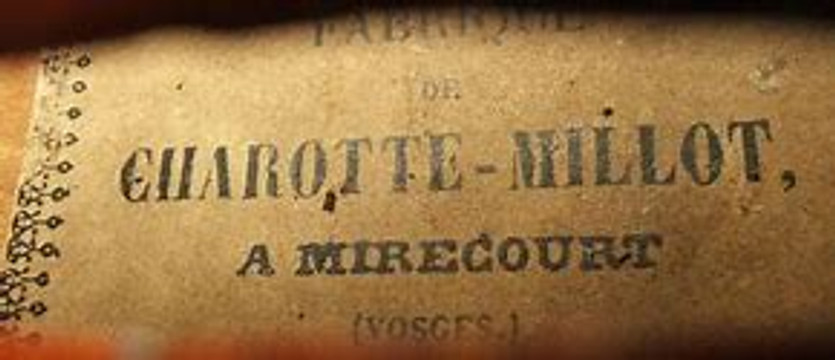 FABRIQUE
DE
CHAROTTE-MILLOT,
A MIRECOURT
(VOSGES.)